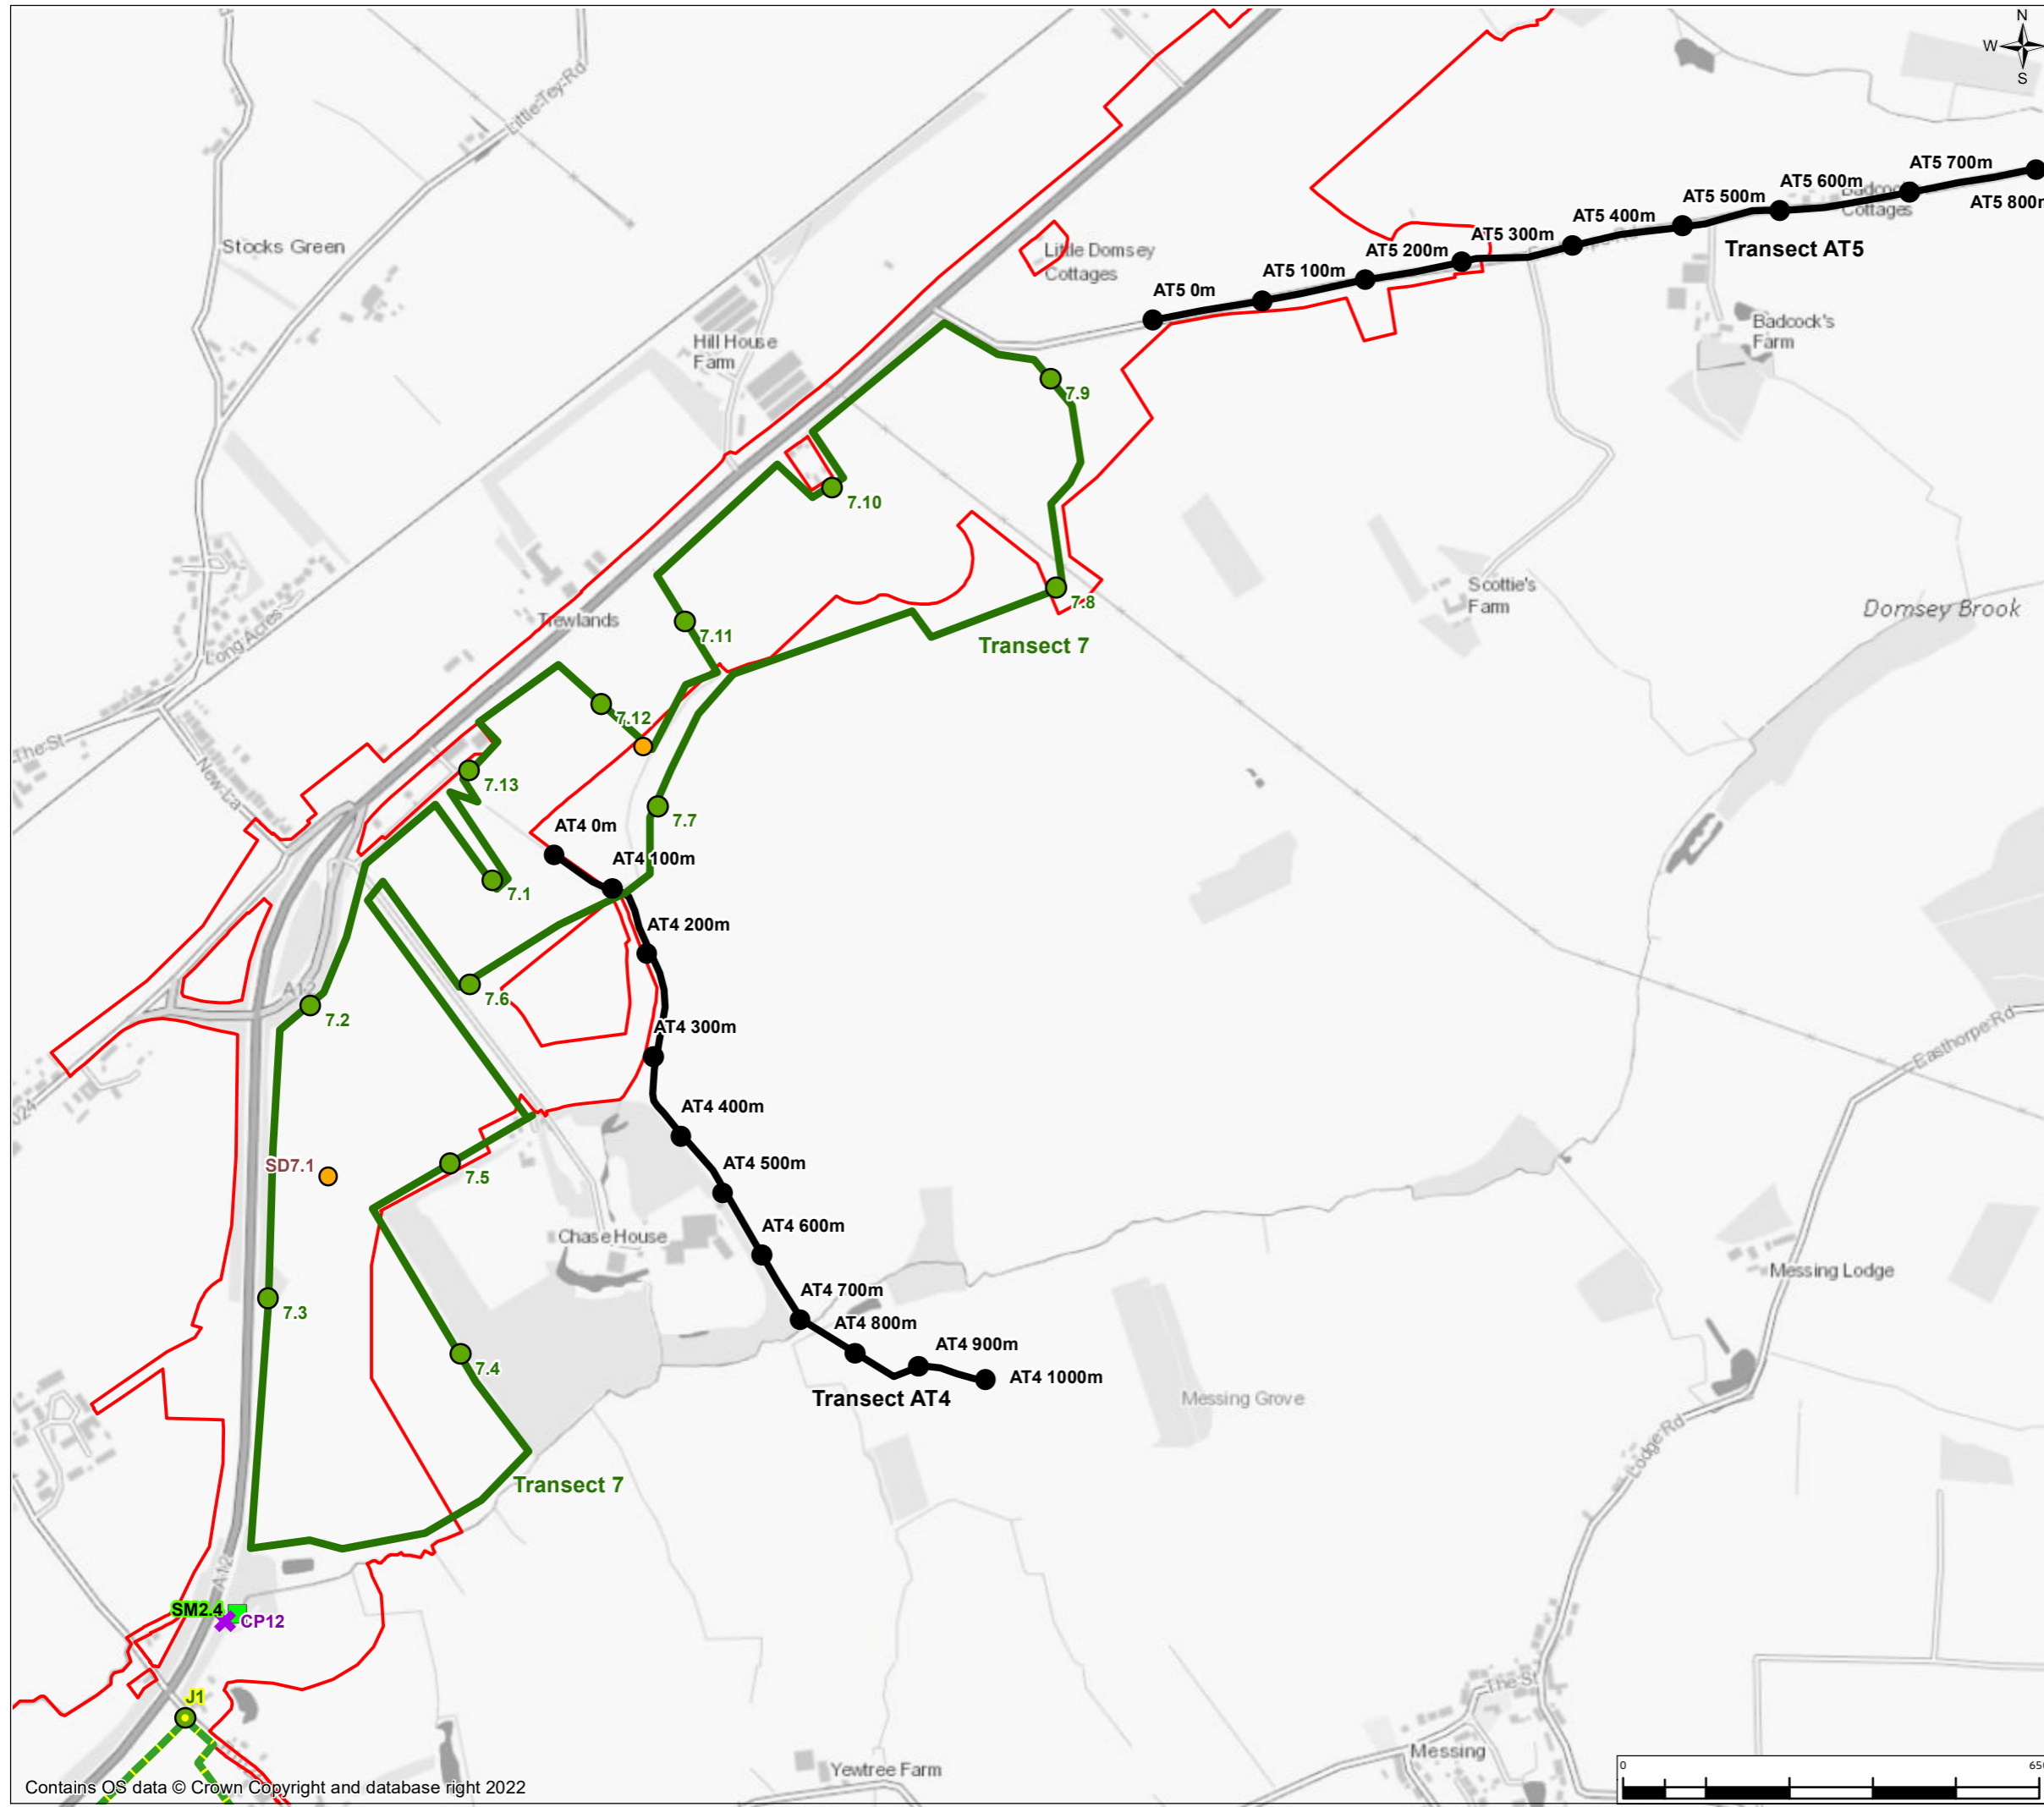 N
W
S
Little Tey Rd
AT5 700m
AT5 600m
AT5 500m
Cottages
AT5 800m
AT5 400m
AT5 300m
AT5 200m
Transect AT5
Stocks Green
Little Domsey
Cottages
AT5 100m
AT5 0m
Badcock's
Farm
Hill House
Farm
7.9
7.10
Scottie's
Farm
7.8
Domsey Brook
Trewlands
7.11
Transect 7
Long Acres
7.12
The St
New La
7.13
7.7
AT4 0m
AT4 100m
7.1
AT4 200m
A12
7.6
7.2
AT4 300m
Easthorpe Rd
AT4 400m
SD7.1
7.5
AT4 500m
AT4 600m
Chase House
Messing Lodge
AT4 700m
7.3
AT4 800m
AT4 900m
7.4
AT4 1000m
Transect AT4
Messing Grove
Lodge Rd
Transect 7
A12
SM2.4
CP12
The St
J1
Messing
Yewtree Farm
0
Contains OS data © Crown Copyright and database right 2022